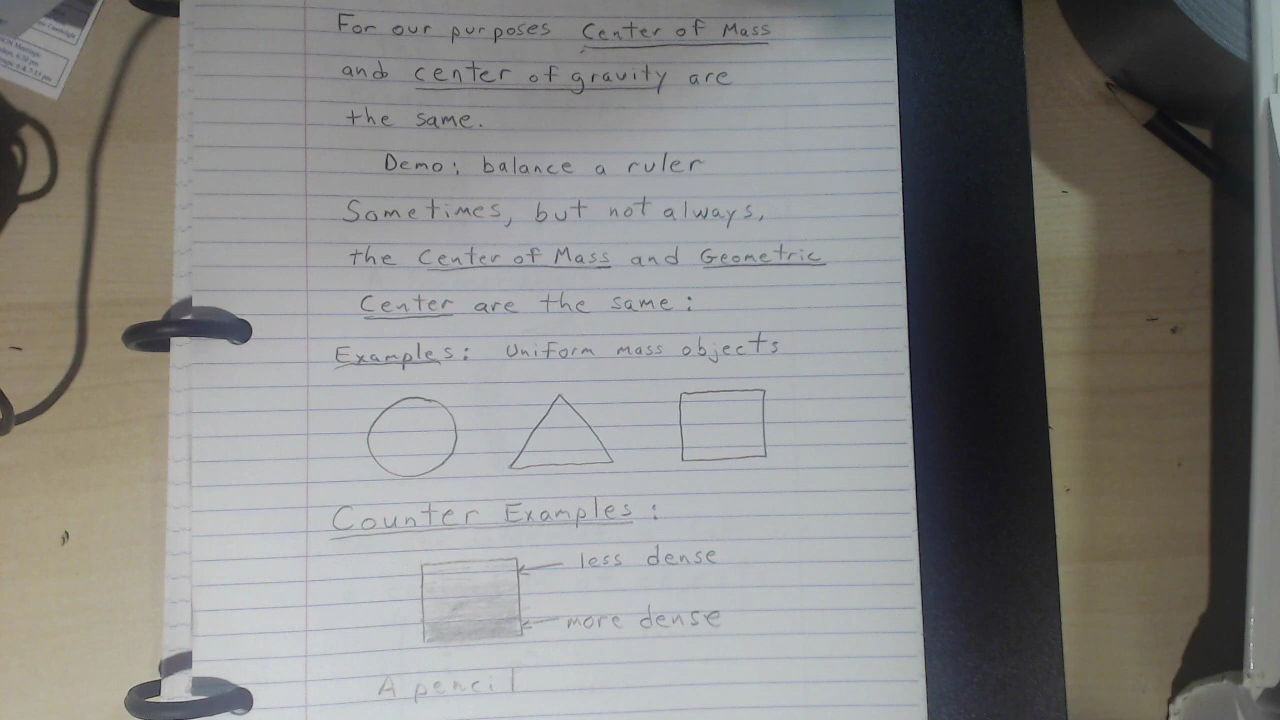 For our purposes Center of Mass
and center of gravity are
the same.
Demo: balance a ruler
Sometimes, but not always,
the Center of Mass and Geometric
Center are the same:
Examples: Uniform mass objects
Counter Examples:
less dense
more dense
A pencil